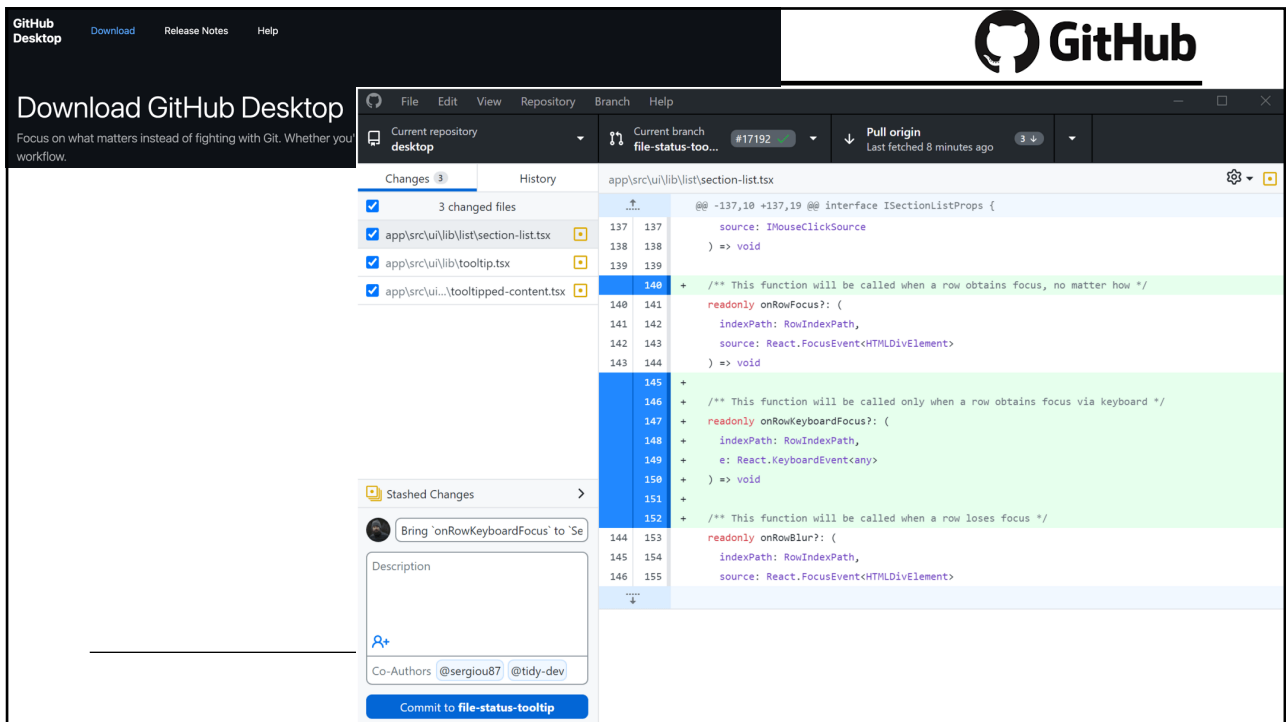 GitHub
Desktop
Download
Release Notes
Help
GitHub
Download GitHub Desktop
Focus on what matters instead of fighting with Git. Whether you'
workflow.
File Edit View Repository Branch Help
Current repository
desktop
Current branch
file-status-too...
#17192
Pull origin
Last fetched 8 minutes ago
3
Changes 3
History
app\src\ui\lib\list\section-list.tsx
3 changed files
app\src\ui\lib\list\section-list.tsx
app\src\ui\lib\tooltip.tsx
app\src\ui...\tooltipped-content.tsx
@@ -137,10 +137,19 @@ interface ISectionListProps {
137 137 source: IMouseClickSource
138 138 ) => void
139 139
140 + /** This function will be called when a row obtains focus, no matter how */
140 141 readonly onRowFocus?: (
141 142 indexPath: RowIndexPath,
142 143 source: React.FocusEvent<HTMLDivElement>
143 144 ) => void
145 +
146 + /** This function will be called only when a row obtains focus via keyboard */
147 + readonly onRowKeyboardFocus?: (
148 + indexPath: RowIndexPath,
149 + e: React.KeyboardEvent<any>
150 + ) => void
151 +
152 + /** This function will be called when a row loses focus */
144 153 readonly onRowBlur?: (
145 154 indexPath: RowIndexPath,
146 155 source: React.FocusEvent<HTMLDivElement>
Stashed Changes
Bring `onRowKeyboardFocus` to `Se
Description
Co-Authors @sergiou87 @tidy-dev
Commit to file-status-tooltip